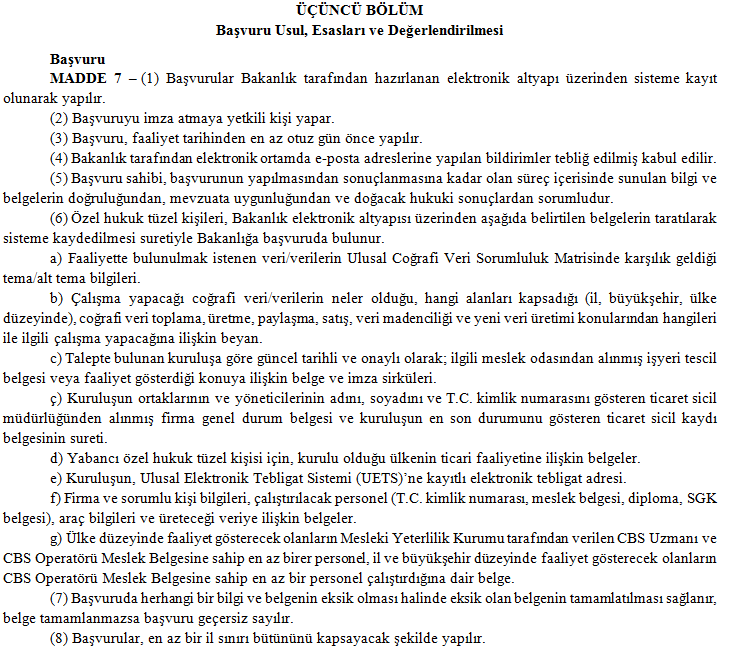 ÜÇÜNCÜ BÖLÜM
Başvuru Usul, Esasları ve Değerlendirilmesi
Başvuru
MADDE 7 – (1) Başvurular Bakanlık tarafından hazırlanan elektronik altyapı üzerinden sisteme kayıt
olunarak yapılır.
(2) Başvuruyu imza atmaya yetkili kişi yapar.
(3) Başvuru, faaliyet tarihinden en az otuz gün önce yapılır.
(4) Bakanlık tarafından elektronik ortamda e-posta adreslerine yapılan bildirimler tebliğ edilmiş kabul edilir.
(5) Başvuru sahibi, başvurunun yapılmasından sonuçlanmasına kadar olan süreç içerisinde sunulan bilgi ve
belgelerin doğruluğundan, mevzuata uygunluğundan ve doğacak hukuki sonuçlardan sorumludur.
(6) Özel hukuk tüzel kişileri, Bakanlık elektronik altyapısı üzerinden aşağıda belirtilen belgelerin taratılarak
sisteme kaydedilmesi suretiyle Bakanlığa başvuruda bulunur.
a) Faaliyette bulunulmak istenen veri/verilerin Ulusal Coğrafi Veri Sorumluluk Matrisinde karşılık geldiği
tema/alt tema bilgileri.
b) Çalışma yapacağı coğrafi veri/verilerin neler olduğu, hangi alanları kapsadığı (il, büyükşehir, ülke
düzeyinde), coğrafi veri toplama, üretme, paylaşma, satış, veri madenciliği ve yeni veri üretimi konularından hangileri
ile ilgili çalışma yapacağına ilişkin beyan.
c) Talepte bulunan kuruluşa göre güncel tarihli ve onaylı olarak; ilgili meslek odasından alınmış işyeri tescil
belgesi veya faaliyet gösterdiği konuya ilişkin belge ve imza sirküleri.
ç) Kuruluşun ortaklarının ve yöneticilerinin adını, soyadını ve T.C. kimlik numarasını gösteren ticaret sicil
müdürlüğünden alınmış firma genel durum belgesi ve kuruluşun en son durumunu gösteren ticaret sicil kaydı
belgesinin sureti.
d) Yabancı özel hukuk tüzel kişisi için, kurulu olduğu ülkenin ticari faaliyetine ilişkin belgeler.
e) Kuruluşun, Ulusal Elektronik Tebligat Sistemi (UETS)’ne kayıtlı elektronik tebligat adresi.
f) Firma ve sorumlu kişi bilgileri, çalıştırılacak personel (T.C. kimlik numarası, meslek belgesi, diploma, SGK
belgesi), araç bilgileri ve üreteceği veriye ilişkin belgeler.
g) Ülke düzeyinde faaliyet gösterecek olanların Mesleki Yeterlilik Kurumu tarafından verilen CBS Uzmanı ve
CBS Operatörü Meslek Belgesine sahip en az birer personel, il ve büyükşehir düzeyinde faaliyet gösterecek olanların
CBS Operatörü Meslek Belgesine sahip en az bir personel çalıştırdığına dair belge.
(7) Başvuruda herhangi bir bilgi ve belgenin eksik olması halinde eksik olan belgenin tamamlatılması sağlanır,
belge tamamlanmazsa başvuru geçersiz sayılır.
(8) Başvurular, en az bir il sınırı bütününü kapsayacak şekilde yapılır.